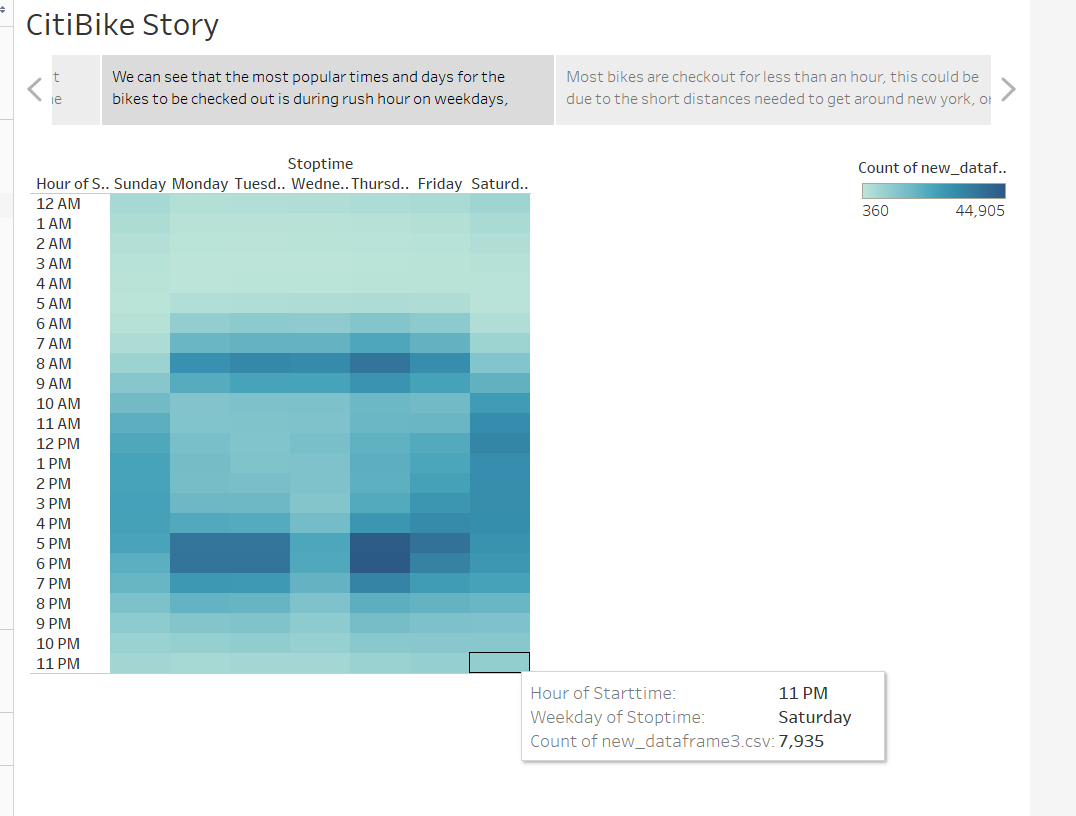 CitiBike Story
We can see that the most popular times and days for the
bikes to be checked out is during rush hour on weekdays,
Most bikes are checkout for less than an hour, this could be
due to the short distances needed to get around new york, or
Stoptime
Hour of S.. Sunday Monday Tuesd.. Wedne.. Thursd.. Friday Saturd..
12 AM
1 AM
2 AM
3 AM
4 AM
5 AM
6 AM
7 AM
8 AM
9 AM
10 AM
11 AM
12 PM
1 PM
2 PM
3 PM
4 PM
5 PM
6 PM
7 PM
8 PM
9 PM
10 PM
11 PM
Count of new_dataf..
360 44,905
Hour of Starttime: 11 PM
Weekday of Stoptime: Saturday
Count of new_dataframe3.csv: 7,935